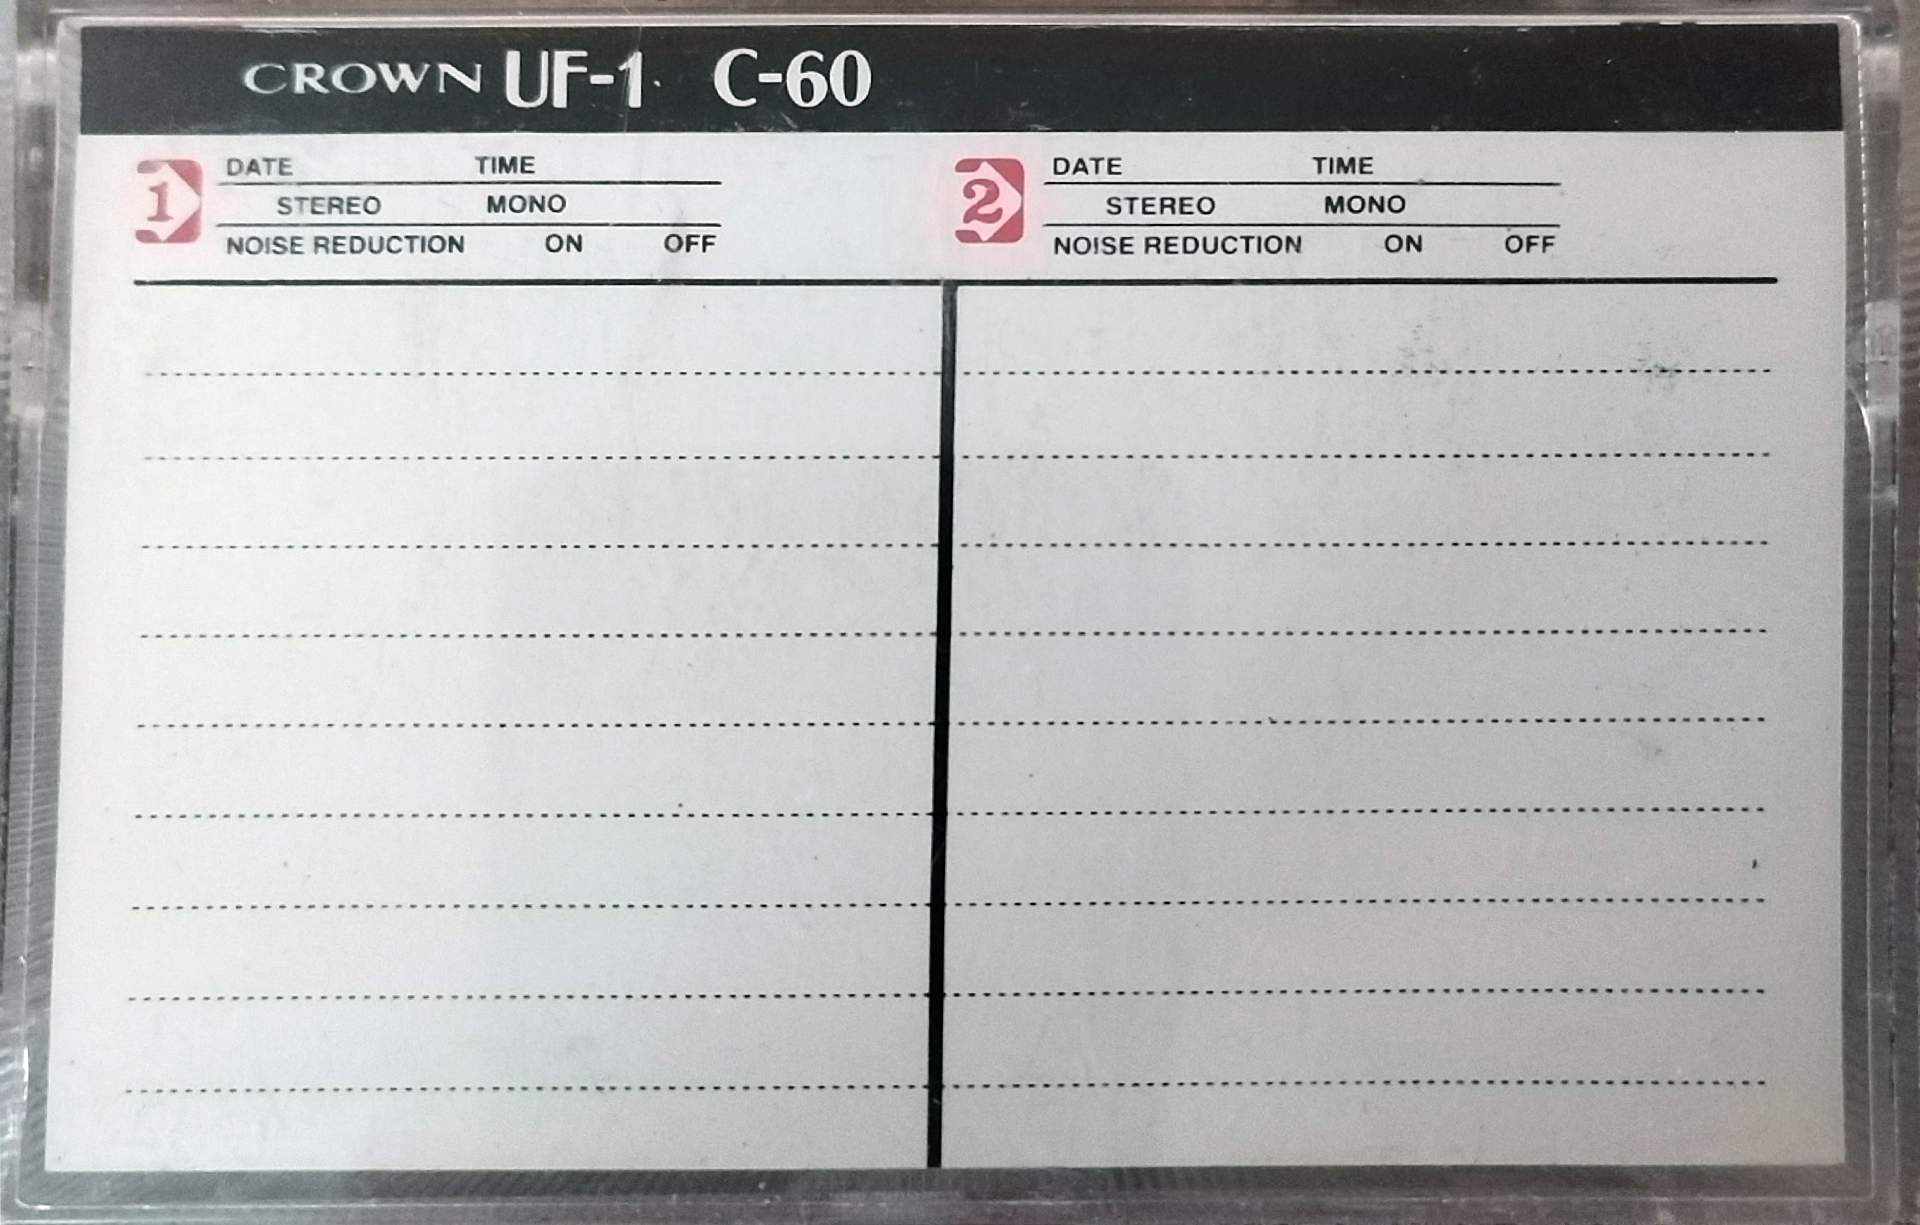 CROWN UF-1 C-60
1 DATE TIME
STEREO MONO
NOISE REDUCTION ON OFF
2 DATE TIME
STEREO MONO
NOISE REDUCTION ON OFF